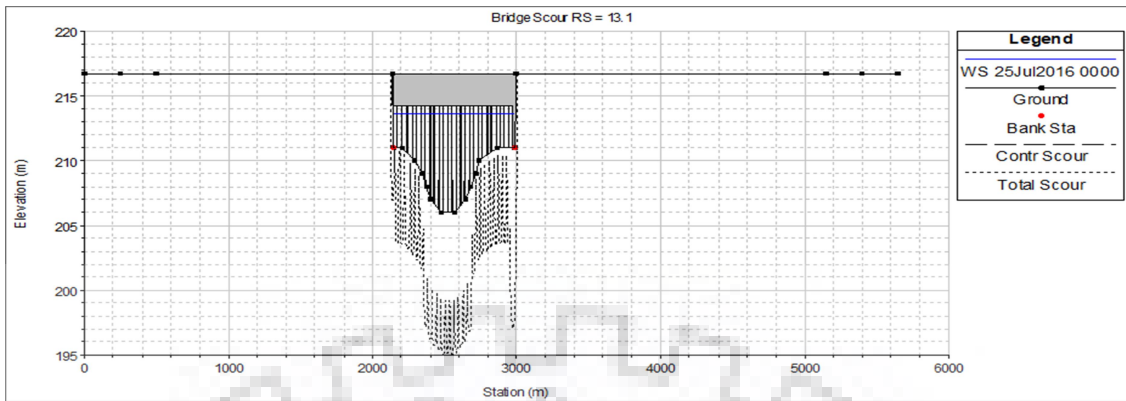 Bridge Scour RS = 13.1
220
215
210
205
200
195
Elevation (m)
0
1000
2000
3000
4000
5000
6000
Station (m)
Legend
WS 25Jul2016 0000
Ground
Bank Sta
Contr Scour
Total Scour